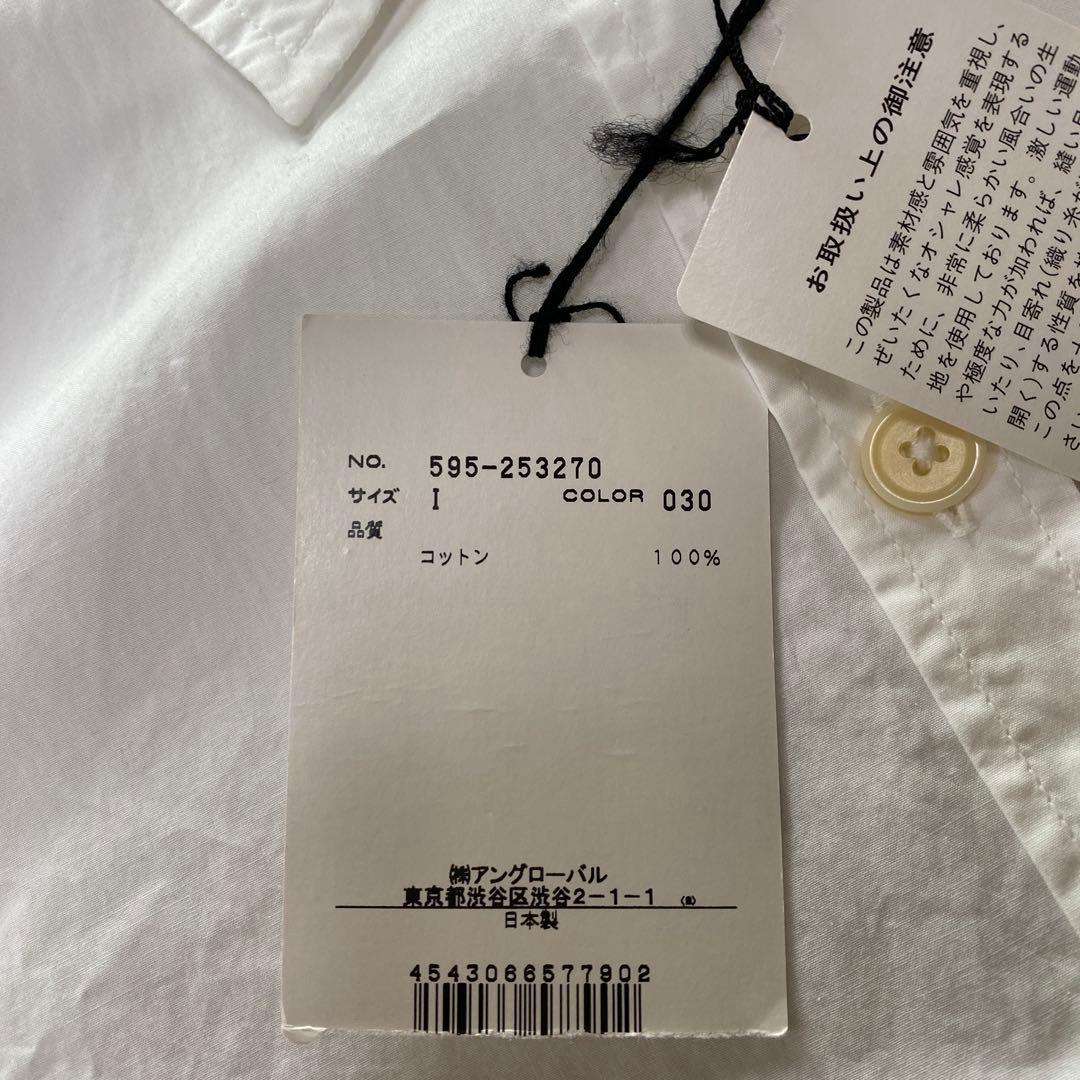 お取扱い上の御注意
この製品は素材感と雰囲気を重視し、
ぜいたくなオシャレ感覚を表現する
ために、非常に柔らかい風合いの生
地を使用しております。激しい運動
や極度な力が加われば、縫い目
いたり、目寄れ(織り糸が
開く)する性質を
この点を
さい
NO. 595-253270
サイズ I COLOR 030
品質
コットン 100%
㈱アングローバル
東京都渋谷区渋谷2-1-1
日本製
4543066577902